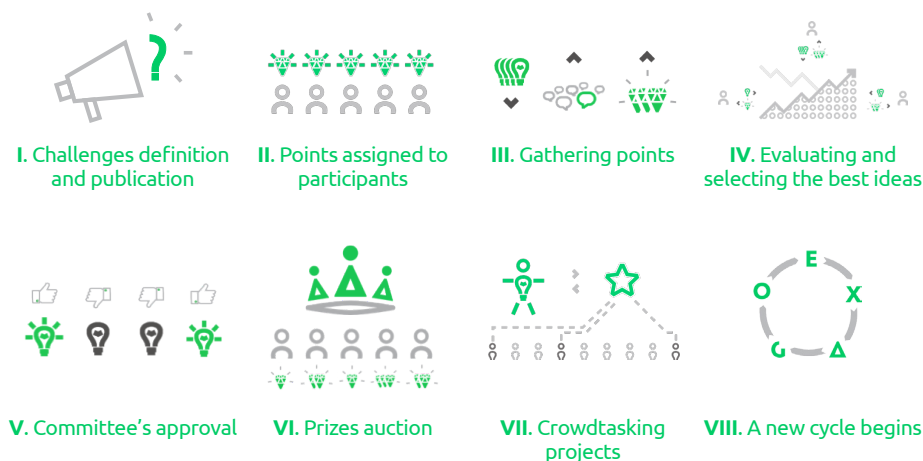 ?
I. Challenges definition
and publication
II. Points assigned to
participants
III. Gathering points
IV. Evaluating and
selecting the best ideas
V. Committee’s approval
VI. Prizes auction
VII. Crowdtasking
projects
E
X
A
G
O
VIII. A new cycle begins